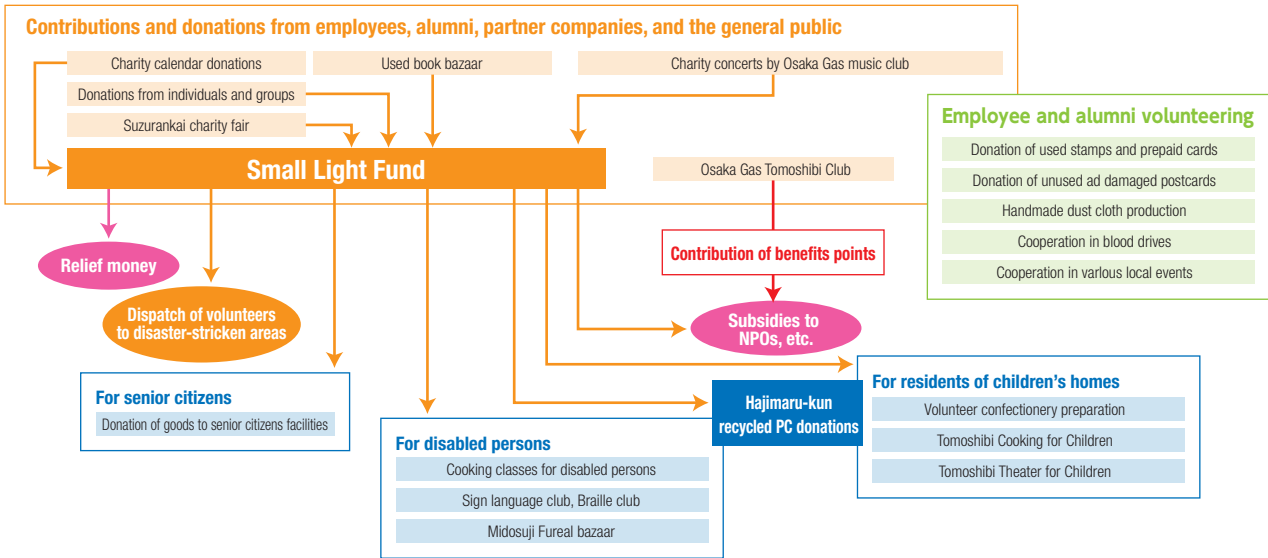 Contributions and donations from employees, alumni, partner companies, and the general public
Charity calendar donations
Used book bazaar
Charity concerts by Osaka Gas music club
Donations from individuals and groups
Suzurankai charity fair
Small Light Fund
Osaka Gas Tomoshibi Club
Employee and alumni volunteering
Donation of used stamps and prepaid cards
Donation of unused ad damaged postcards
Handmade dust cloth production
Cooperation in blood drives
Cooperation in various local events
Relief money
Contribution of benefits points
Dispatch of volunteers
to disaster-stricken areas
Subsidies to
NPOs, etc.
For senior citizens
Donation of goods to senior citizens facilities
Hajimaru-kun
recycled PC donations
For residents of children's homes
Volunteer confectionery preparation
Tomoshibi Cooking for Children
Tomoshibi Theater for Children
For disabled persons
Cooking classes for disabled persons
Sign language club, Braille club
Midosuji Fureal bazaar